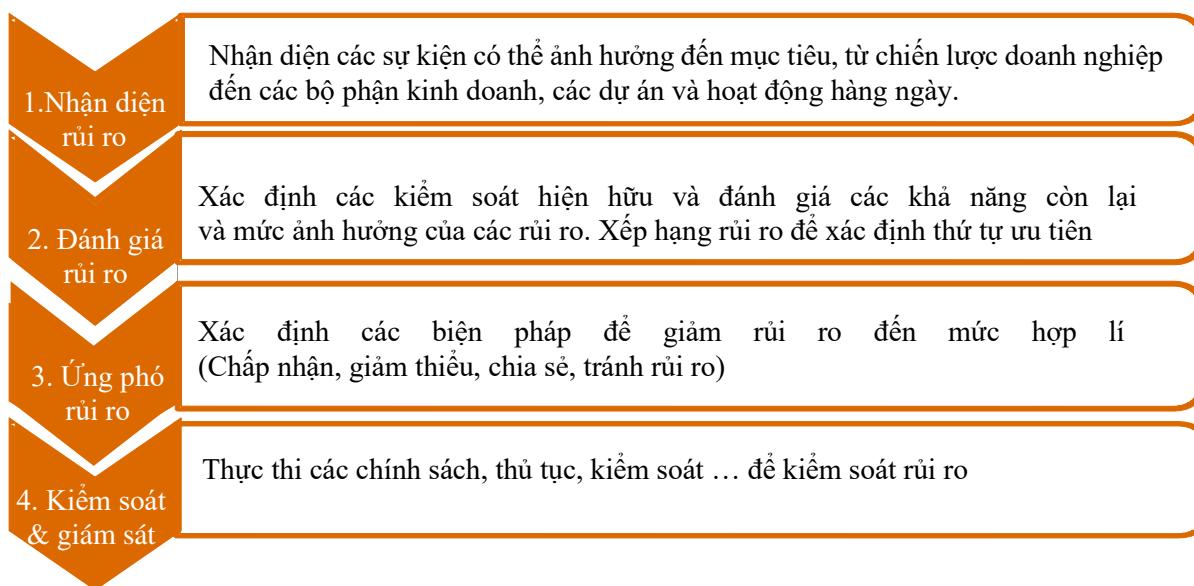 1.Nhận diện
rủi ro
Nhận diện các sự kiện có thể ảnh hưởng đến mục tiêu, từ chiến lược doanh nghiệp
đến các bộ phận kinh doanh, các dự án và hoạt động hàng ngày.
2. Đánh giá
rủi ro
Xác định các kiểm soát hiện hữu và đánh giá các khả năng còn lại
và mức ảnh hưởng của các rủi ro. Xếp hạng rủi ro để xác định thứ tự ưu tiên
3. Ứng phó
rủi ro
Xác định các biện pháp để giảm rủi ro đến mức hợp lí
(Chấp nhận, giảm thiểu, chia sẻ, tránh rủi ro)
4. Kiểm soát
& giám sát
Thực thi các chính sách, thủ tục, kiểm soát … để kiểm soát rủi ro